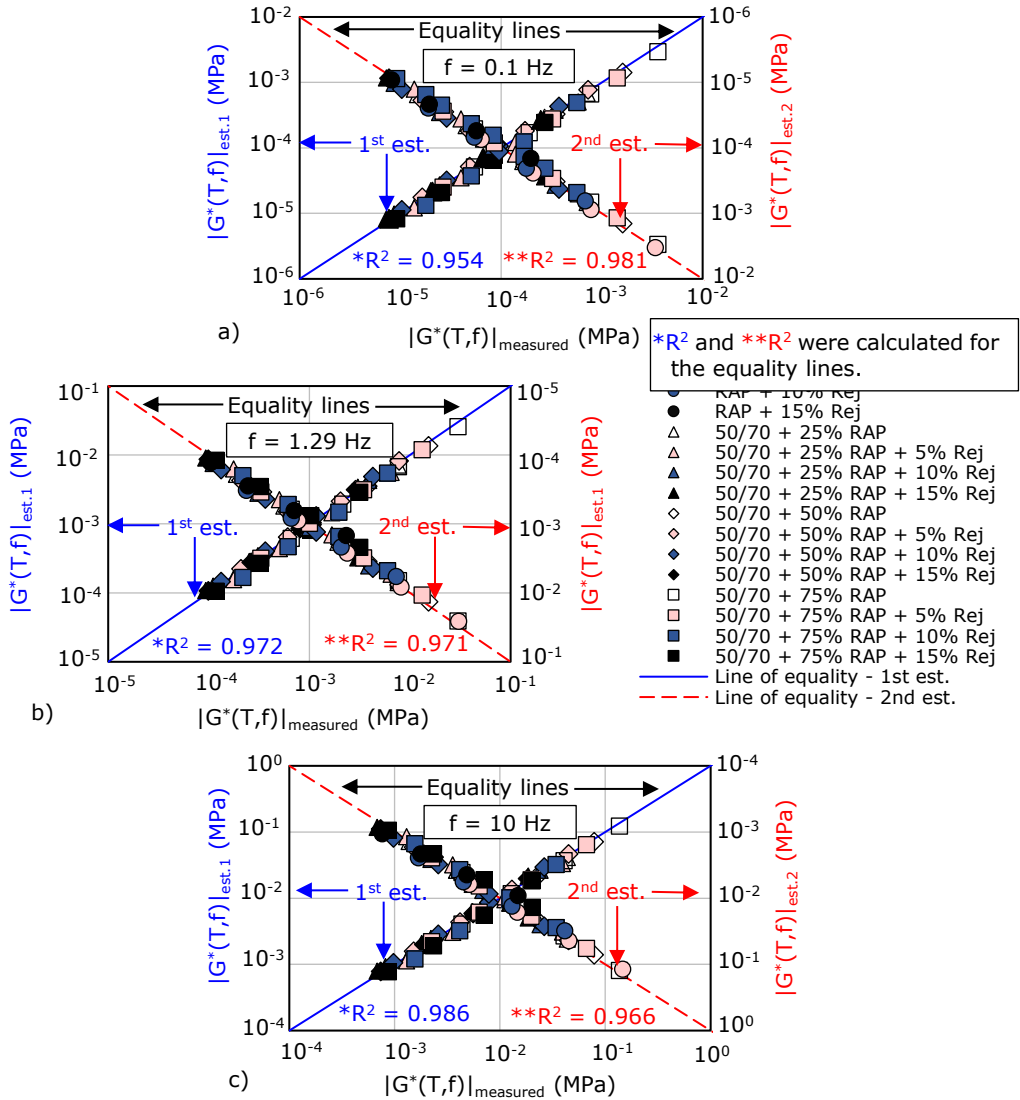 10⁻²
10⁻³
10⁻⁴
10⁻⁵
10⁻⁶
|G*(T,f)|est.1 (MPa)
Equality lines
f = 0.1 Hz
1st est.
2nd est.
*R² = 0.954
**R² = 0.981
10⁻⁶
10⁻⁵
10⁻⁴
10⁻³
10⁻²
|G*(T,f)|est.2 (MPa)
10⁻⁶ 10⁻⁵ 10⁻⁴ 10⁻³ 10⁻²
a)
|G*(T,f)|measured (MPa)
*R² and **R² were calculated for
the equality lines.
RAP + 10% Rej
RAP + 15% Rej
50/70 + 25% RAP
50/70 + 25% RAP + 5% Rej
50/70 + 25% RAP + 10% Rej
50/70 + 25% RAP + 15% Rej
50/70 + 50% RAP
50/70 + 50% RAP + 5% Rej
50/70 + 50% RAP + 10% Rej
50/70 + 50% RAP + 15% Rej
50/70 + 75% RAP
50/70 + 75% RAP + 5% Rej
50/70 + 75% RAP + 10% Rej
50/70 + 75% RAP + 15% Rej
Line of equality - 1st est.
Line of equality - 2nd est.
10⁻¹
10⁻²
10⁻³
10⁻⁴
10⁻⁵
|G*(T,f)|est.1 (MPa)
Equality lines
f = 1.29 Hz
1st est.
2nd est.
*R² = 0.972
**R² = 0.971
10⁻⁵
10⁻⁴
10⁻³
10⁻²
10⁻¹
|G*(T,f)|est.1 (MPa)
10⁻⁵ 10⁻⁴ 10⁻³ 10⁻² 10⁻¹
b)
|G*(T,f)|measured (MPa)
10⁰
10⁻¹
10⁻²
10⁻³
10⁻⁴
|G*(T,f)|est.1 (MPa)
Equality lines
f = 10 Hz
1st est.
2nd est.
*R² = 0.986
**R² = 0.966
10⁻⁴
10⁻³
10⁻²
10⁻¹
10⁰
|G*(T,f)|est.2 (MPa)
10⁻⁴ 10⁻³ 10⁻² 10⁻¹ 10⁰
c)
|G*(T,f)|measured (MPa)